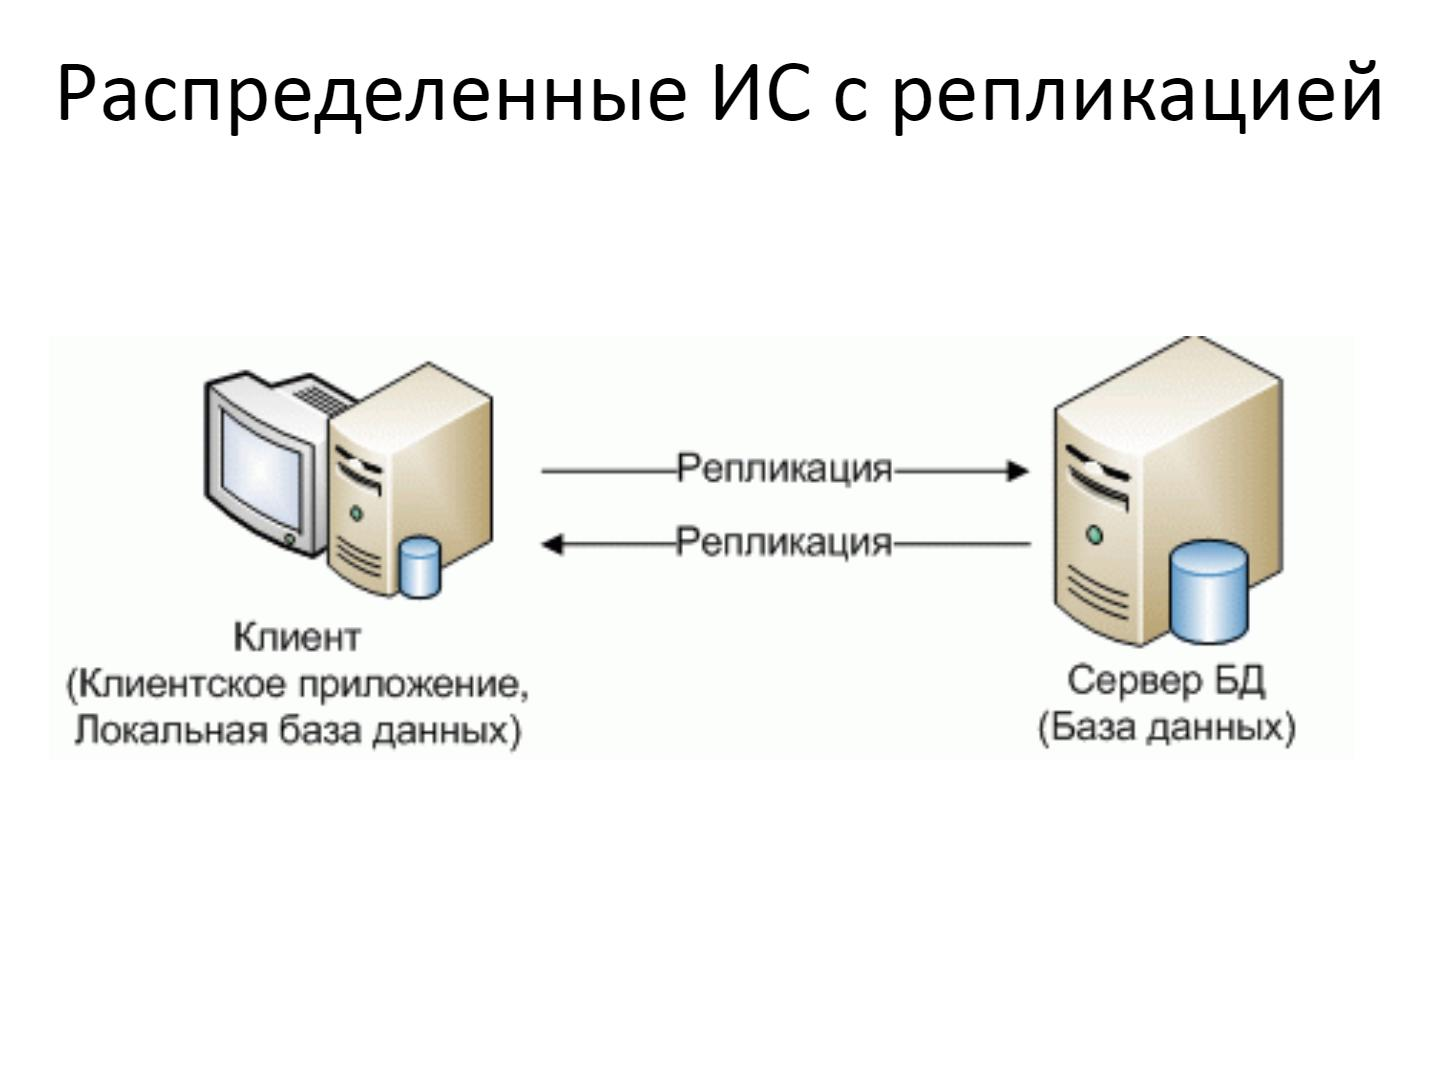 Распределенные ИС с репликацией
Репликация
Репликация
Клиент
(Клиентское приложение,
Локальная база данных)
Сервер БД
(База данных)